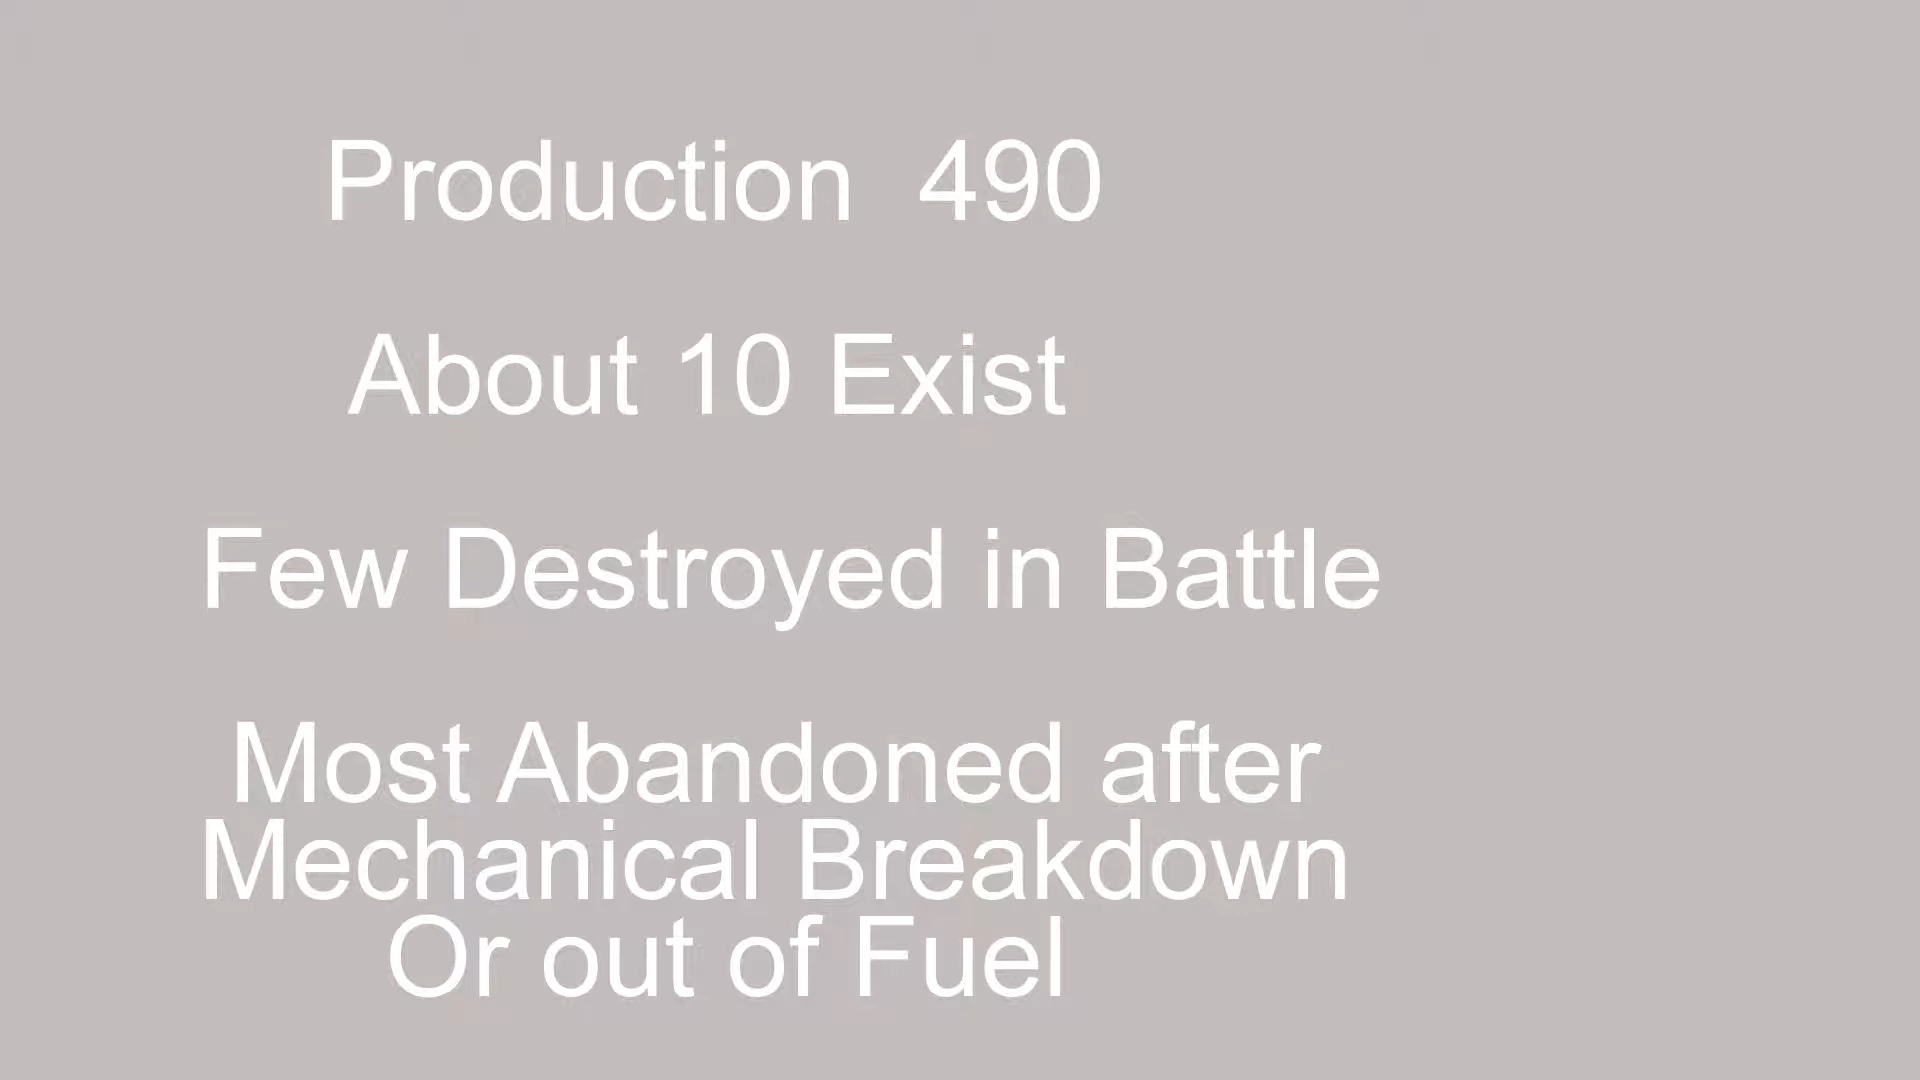 Production  490
About 10 Exist
Few Destroyed in Battle
Most Abandoned after
Mechanical Breakdown
Or out of Fuel